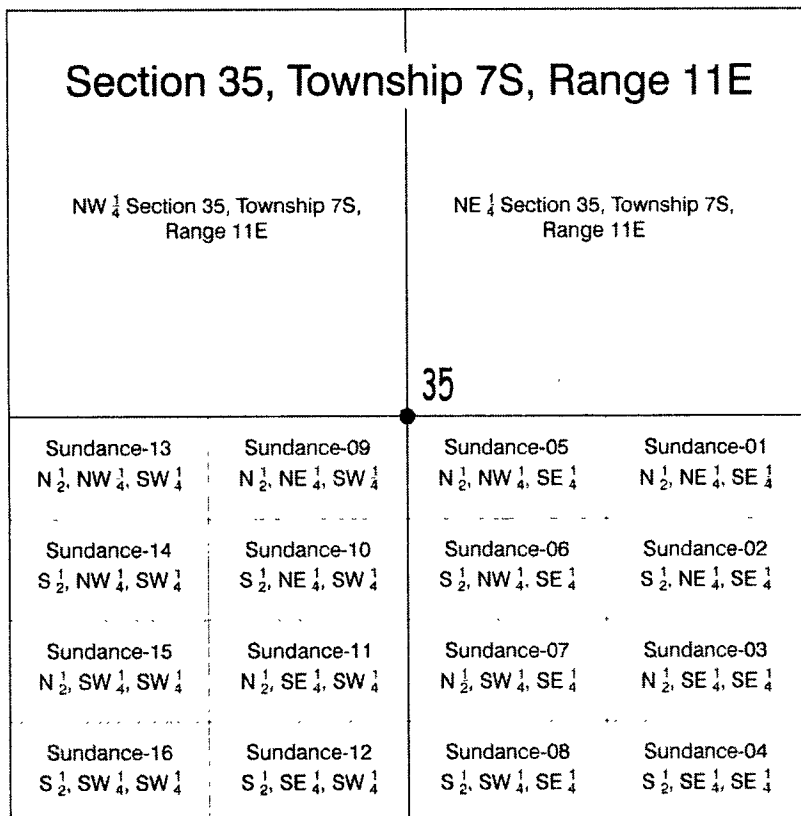 Section 35, Township 7S, Range 11E
NW 1/4 Section 35, Township 7S,
Range 11E
NE 1/4 Section 35, Township 7S,
Range 11E
35
Sundance-13
N 1/2, NW 1/4, SW 1/4
Sundance-09
N 1/2, NE 1/4, SW 1/4
Sundance-05
N 1/2, NW 1/4, SE 1/4
Sundance-01
N 1/2, NE 1/4, SE 1/4
Sundance-14
S 1/2, NW 1/4, SW 1/4
Sundance-10
S 1/2, NE 1/4, SW 1/4
Sundance-06
S 1/2, NW 1/4, SE 1/4
Sundance-02
S 1/2, NE 1/4, SE 1/4
Sundance-15
N 1/2, SW 1/4, SW 1/4
Sundance-11
N 1/2, SE 1/4, SW 1/4
Sundance-07
N 1/2, SW 1/4, SE 1/4
Sundance-03
N 1/2, SE 1/4, SE 1/4
Sundance-16
S 1/2, SW 1/4, SW 1/4
Sundance-12
S 1/2, SE 1/4, SW 1/4
Sundance-08
S 1/2, SW 1/4, SE 1/4
Sundance-04
S 1/2, SE 1/4, SE 1/4